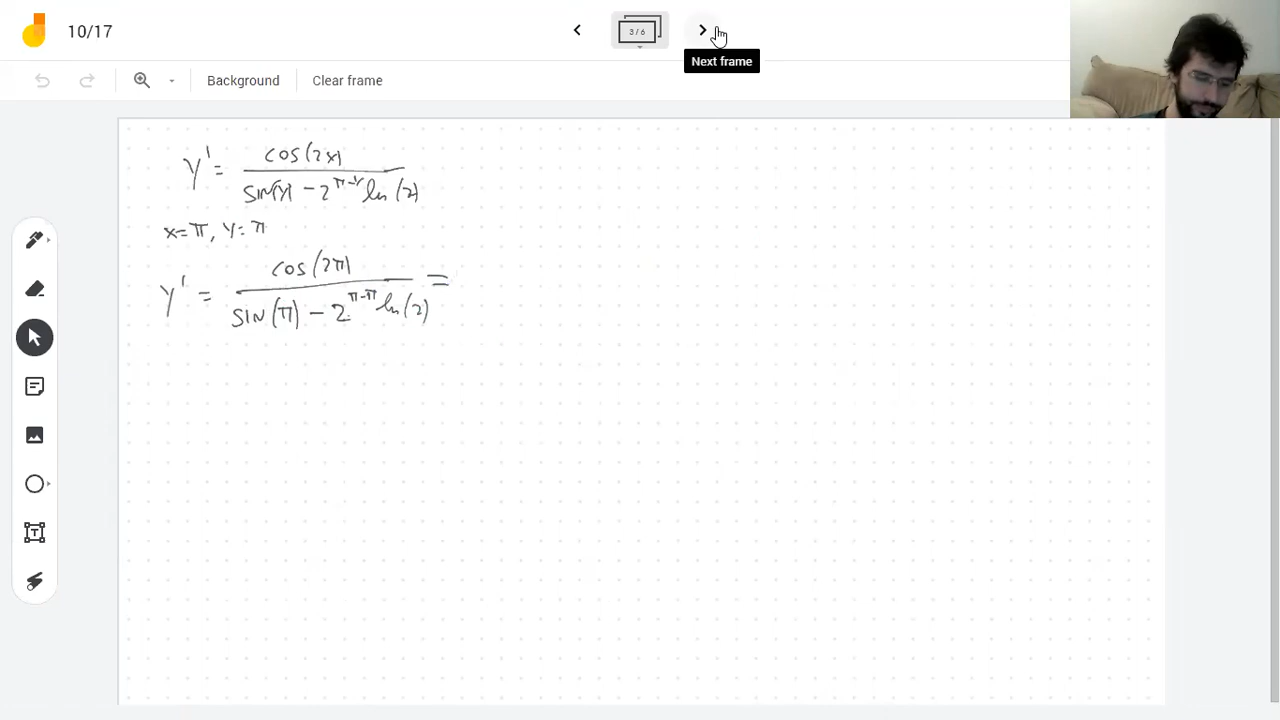 10/17
3 / 6
Next frame
Background
Clear frame
y' = cos(2x) / sin(y) - 2^{π-y} ln(2)
x=π, y=π
y' = cos(2π) / sin(π) - 2^{π-π} ln(2) =